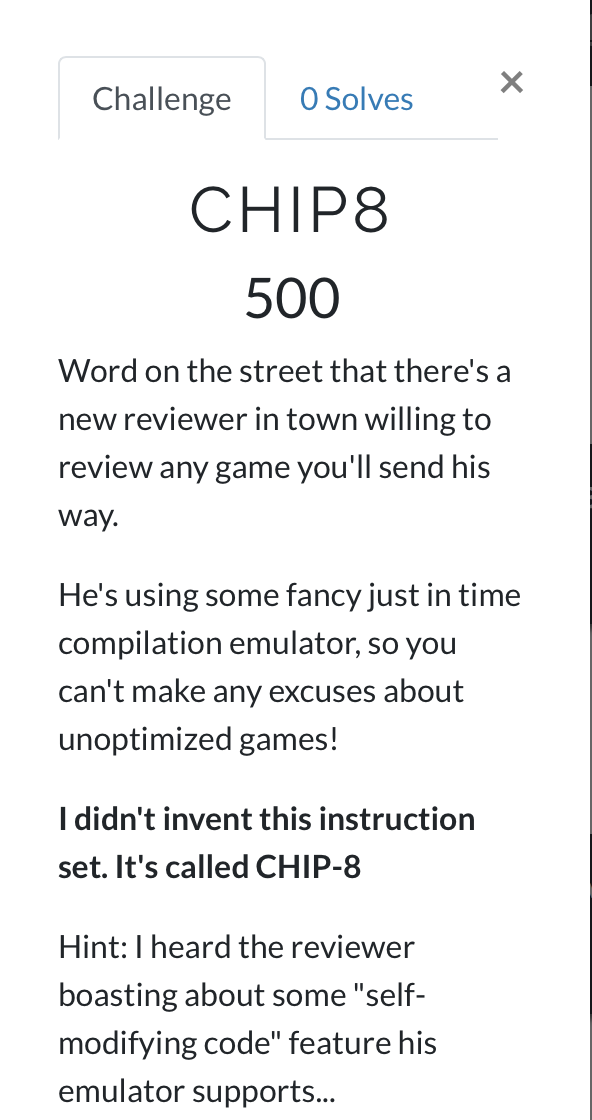 Challenge
0 Solves
×
CHIP8
500
Word on the street that there's a
new reviewer in town willing to
review any game you'll send his
way.
He's using some fancy just in time
compilation emulator, so you
can't make any excuses about
unoptimized games!
I didn't invent this instruction
set. It's called CHIP-8
Hint: I heard the reviewer
boasting about some "self-
modifying code" feature his
emulator supports...